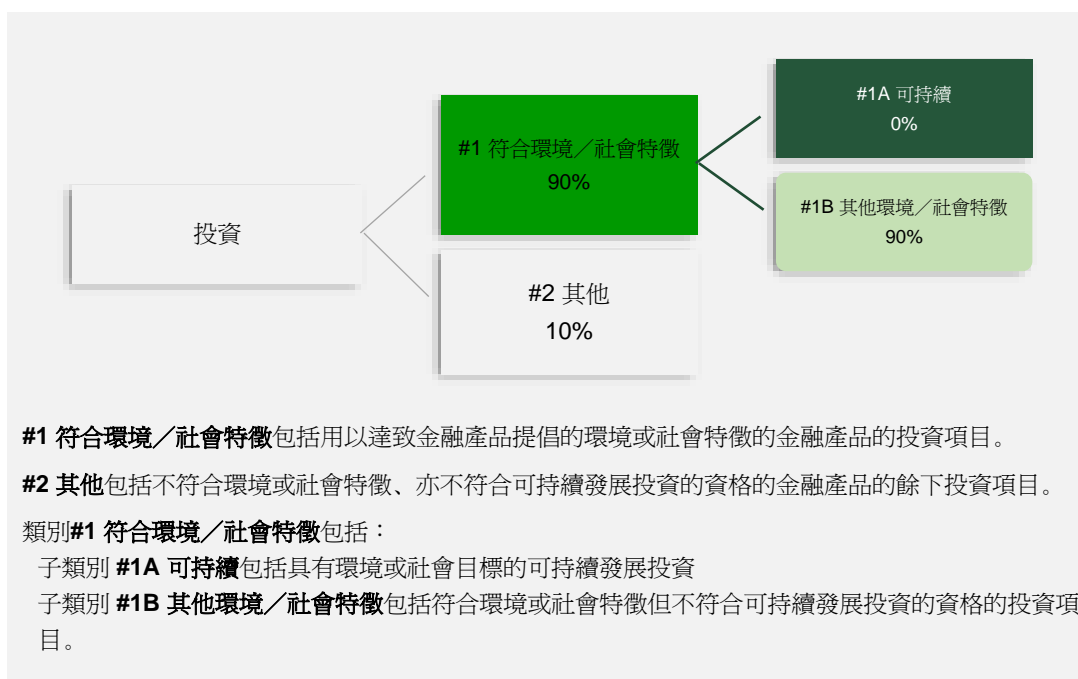 #1A 可持續
0%
#1 符合環境／社會特徵
90%
#1B 其他環境／社會特徵
90%
投資
#2 其他
10%
#1 符合環境／社會特徵包括用以達致金融產品提倡的環境或社會特徵的金融產品的投資項目。
#2 其他包括不符合環境或社會特徵、亦不符合可持續發展投資的資格的金融產品的餘下投資項目。
類別#1 符合環境／社會特徵包括：
子類別 #1A 可持續包括具有環境或社會目標的可持續發展投資
子類別 #1B 其他環境／社會特徵包括符合環境或社會特徵但不符合可持續發展投資的資格的投資項
目。